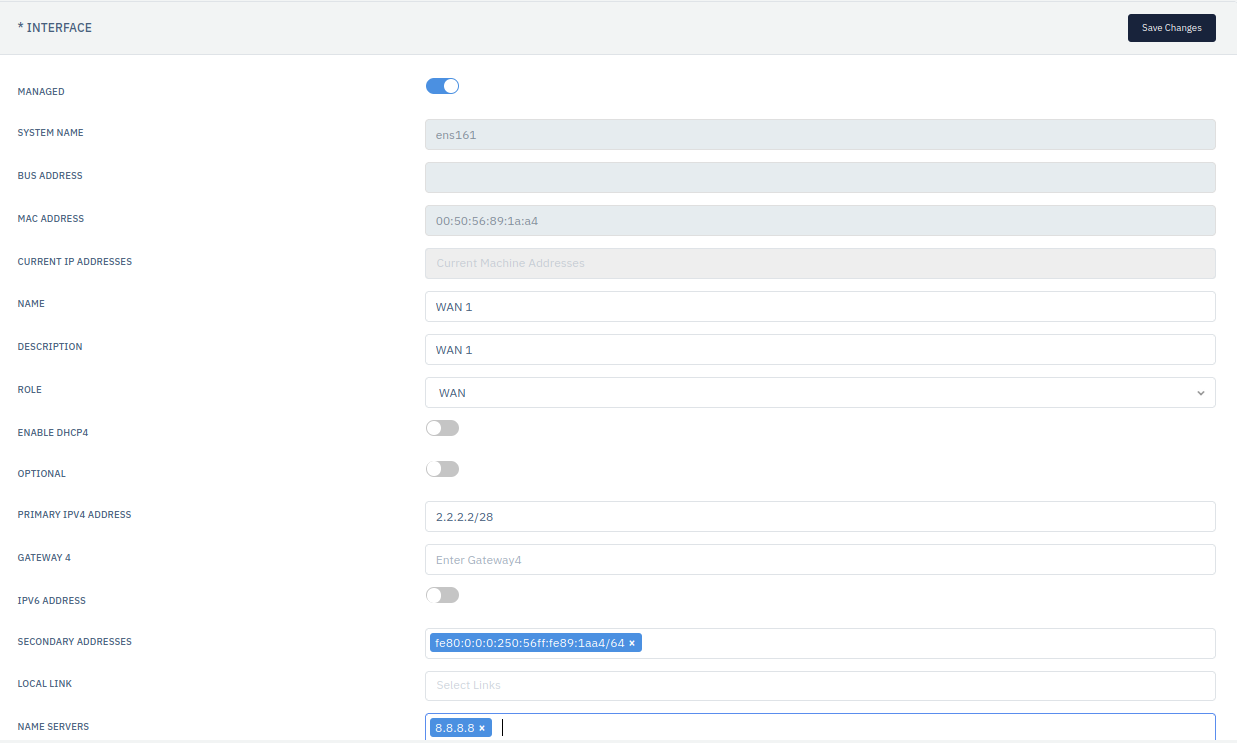 * INTERFACE
Save Changes
MANAGED
SYSTEM NAME
ens161
BUS ADDRESS
MAC ADDRESS
00:50:56:89:1a:a4
CURRENT IP ADDRESSES
Current Machine Addresses
NAME
WAN 1
DESCRIPTION
WAN 1
ROLE
WAN
ENABLE DHCP4
OPTIONAL
PRIMARY IPV4 ADDRESS
2.2.2.2/28
GATEWAY 4
Enter Gateway4
IPV6 ADDRESS
SECONDARY ADDRESSES
fe80:0:0:0:250:56ff:fe89:1aa4/64 ×
LOCAL LINK
Select Links
NAME SERVERS
8.8.8.8 ×